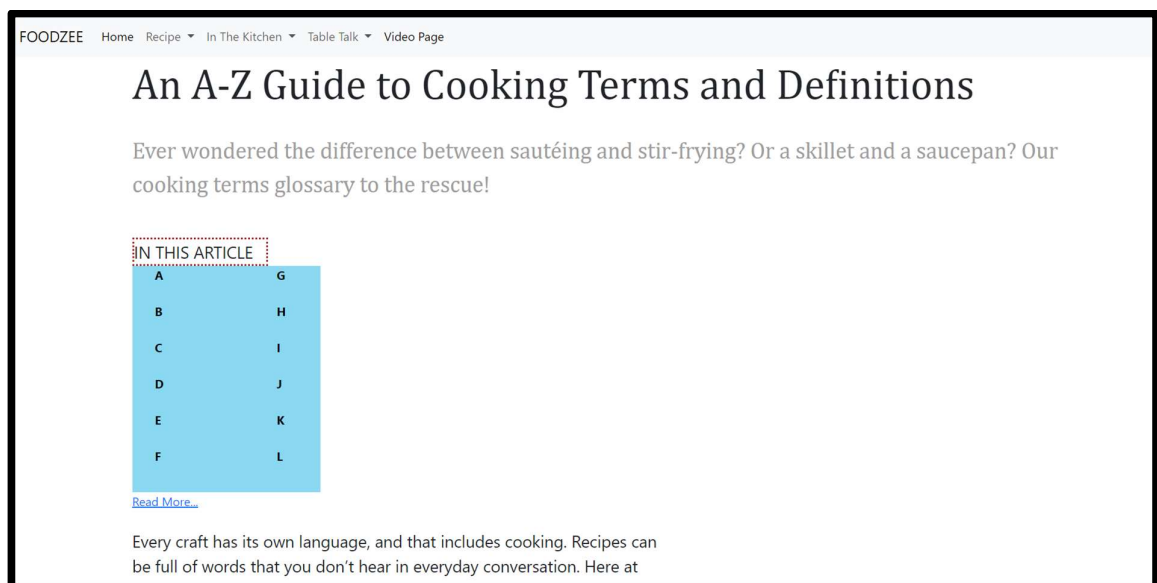 FOODZEE Home Recipe In The Kitchen Table Talk Video Page
An A-Z Guide to Cooking Terms and Definitions
Ever wondered the difference between sautéing and stir-frying? Or a skillet and a saucepan? Our
cooking terms glossary to the rescue!
IN THIS ARTICLE
A G
B H
C I
D J
E K
F L
Read More...
Every craft has its own language, and that includes cooking. Recipes can
be full of words that you don’t hear in everyday conversation. Here at